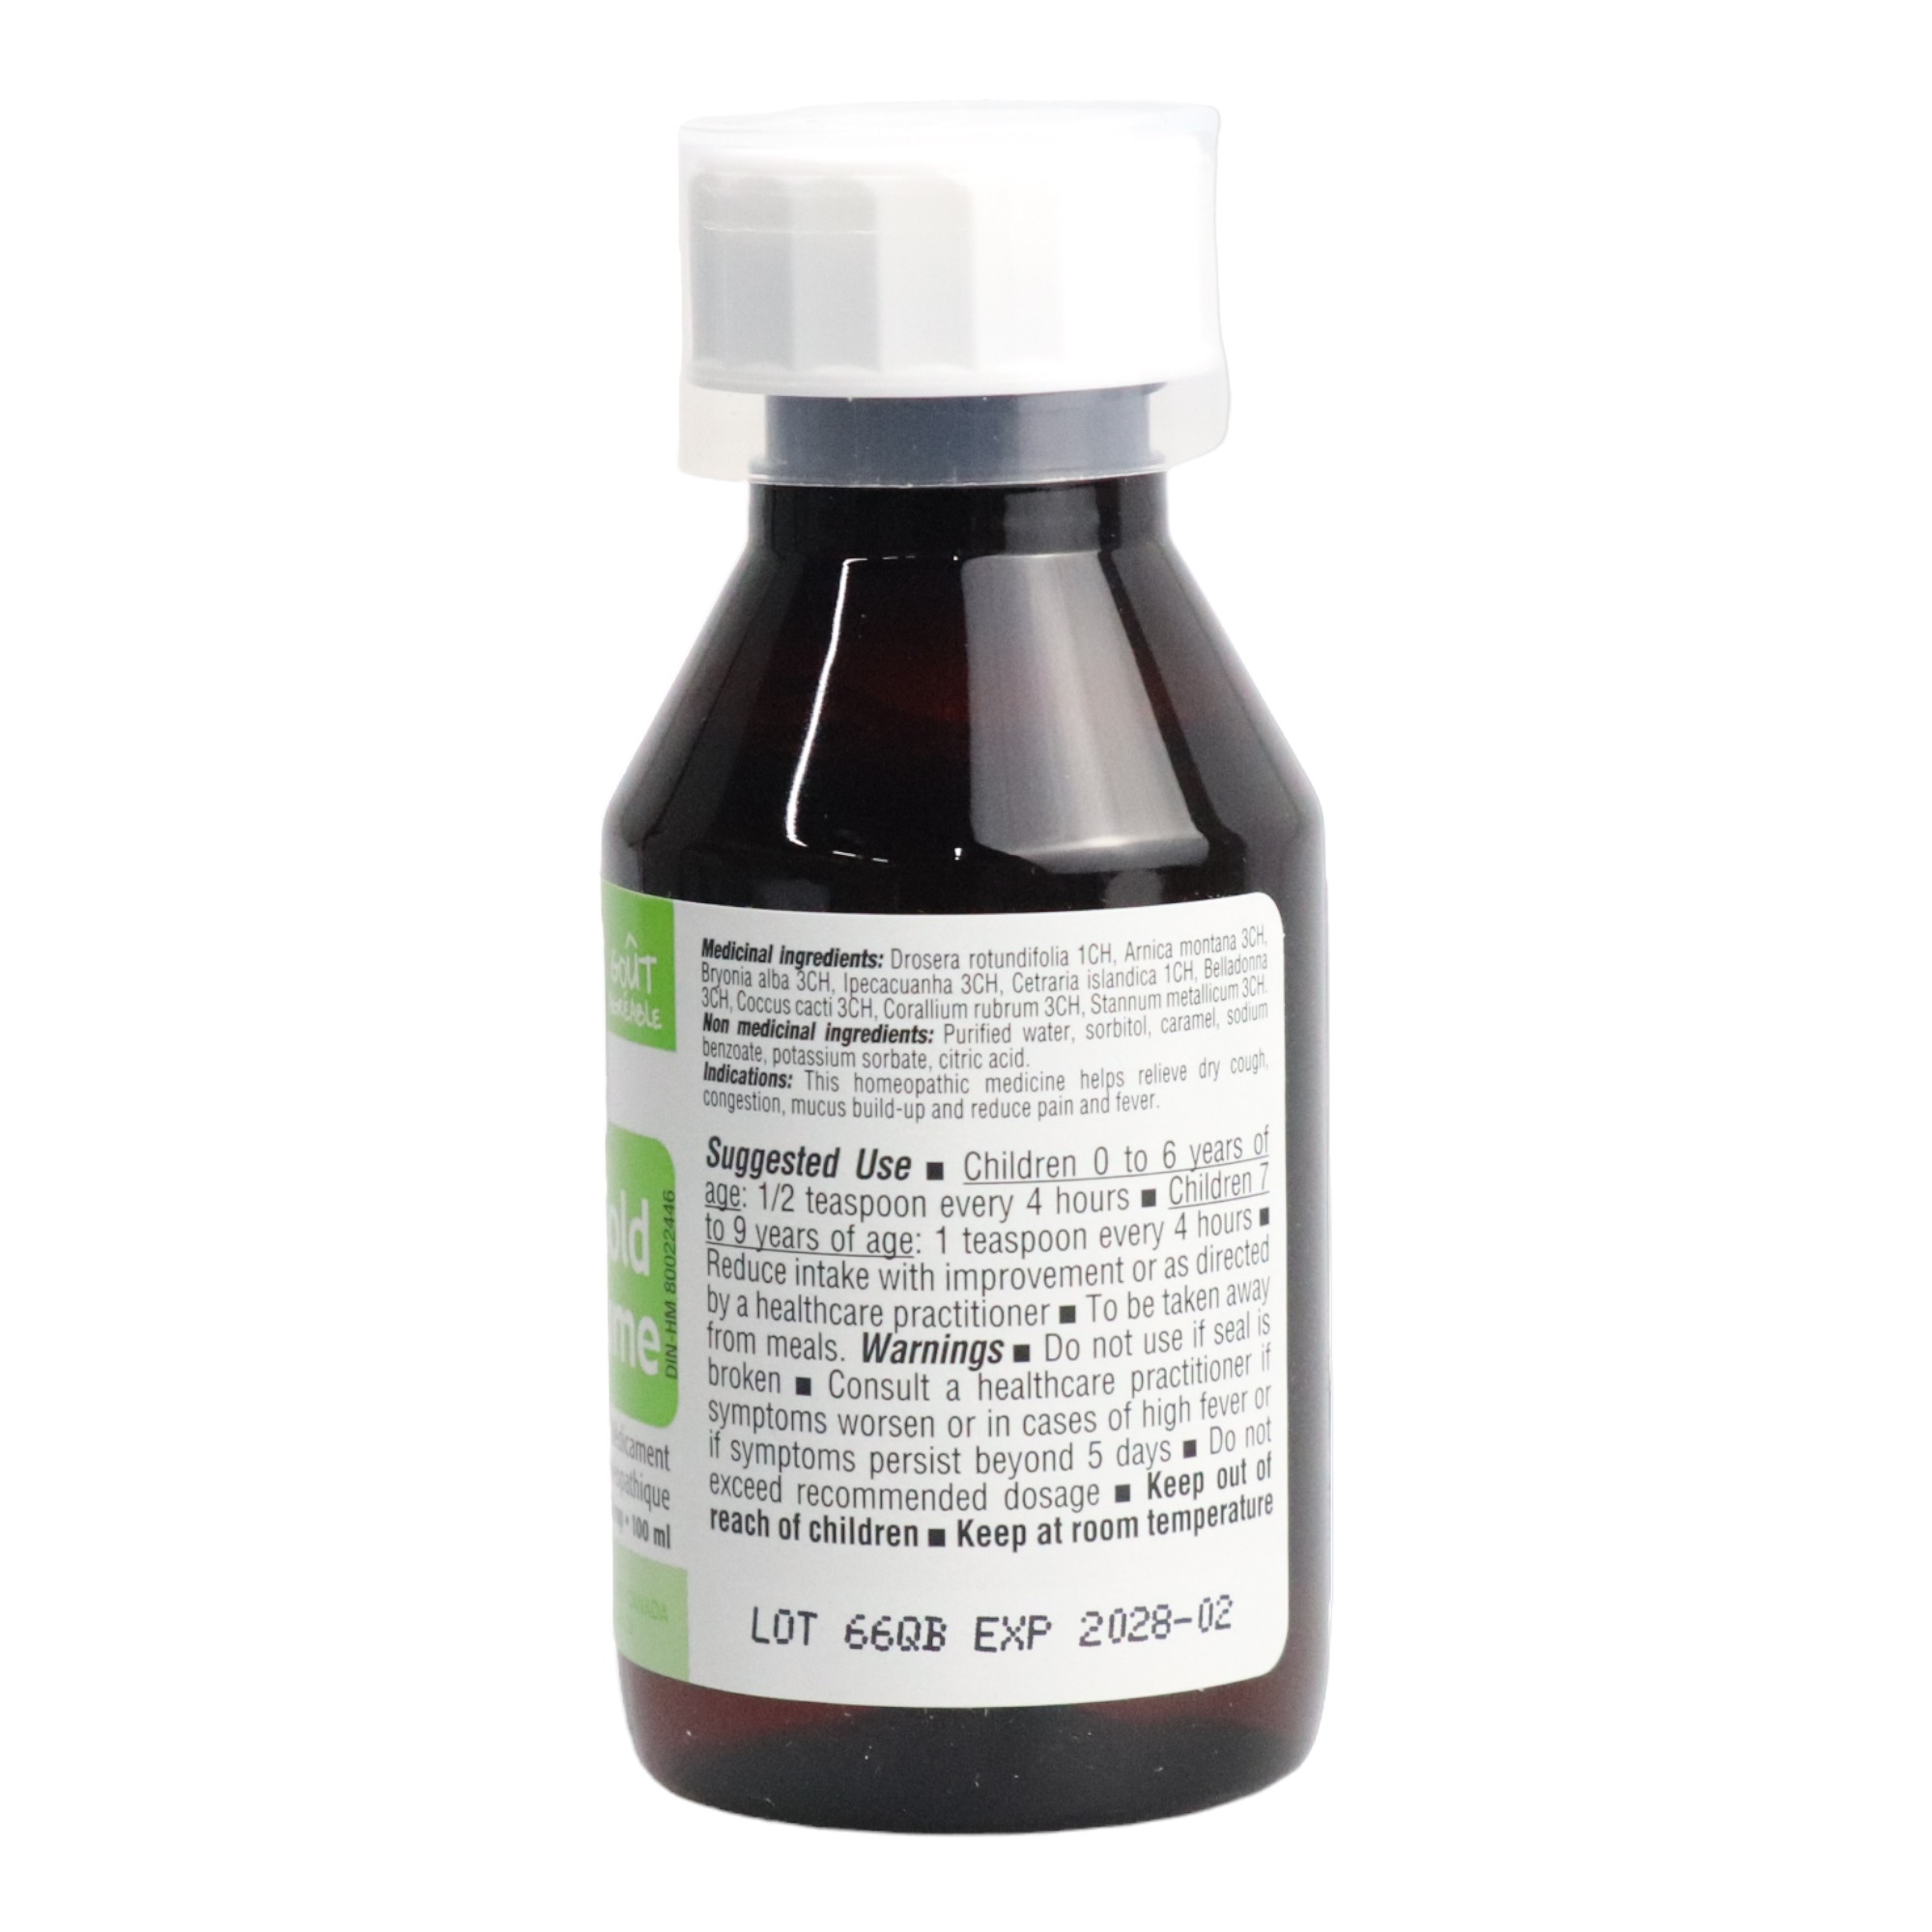 GOÛT
Medicinal ingredients: Drosera rotundifolia 1CH, Arnica montana 3CH,
Bryonia alba 3CH, Ipecacuanha 3CH, Cetraria islandica 1CH, Belladonna
3CH, Coccus cacti 3CH, Corallium rubrum 3CH, Stannum metallicum 3CH.
Non medicinal ingredients: Purified water, sorbitol, caramel, sodium
benzoate, potassium sorbate, citric acid.
Indications: This homeopathic medicine helps relieve dry cough,
congestion, mucus build-up and reduce pain and fever.
Suggested Use ■ Children 0 to 6 years of
age: 1/2 teaspoon every 4 hours ■ Children 7
to 9 years of age: 1 teaspoon every 4 hours ■
Reduce intake with improvement or as directed
by a healthcare practitioner ■ To be taken away
from meals. Warnings ■ Do not use if seal is
broken ■ Consult a healthcare practitioner if
symptoms worsen or in cases of high fever or
if symptoms persist beyond 5 days ■ Do not
exceed recommended dosage ■ Keep out of
reach of children ■ Keep at room temperature
LOT 66QB EXP 2028-02
DIN-HM 80022446
100 ml
CANADA